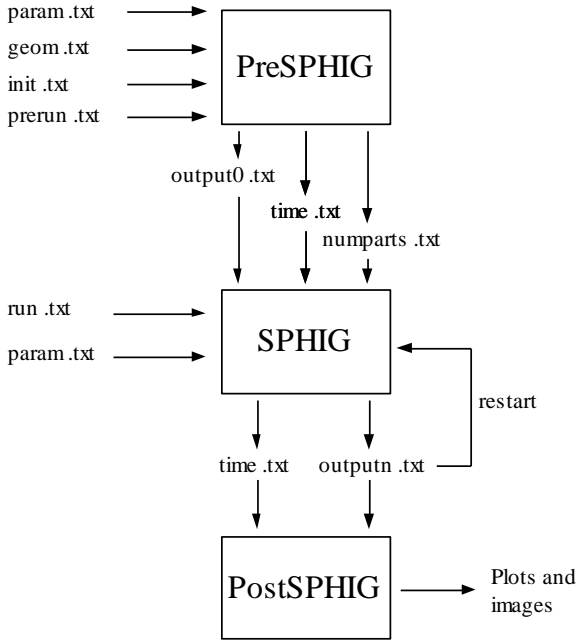 param .txt
geom .txt
init .txt
prerun .txt
PreSPHIG
output0 .txt
time .txt
numparts .txt
run .txt
param .txt
SPHIG
restart
time .txt
outputn .txt
PostSPHIG
Plots and
images